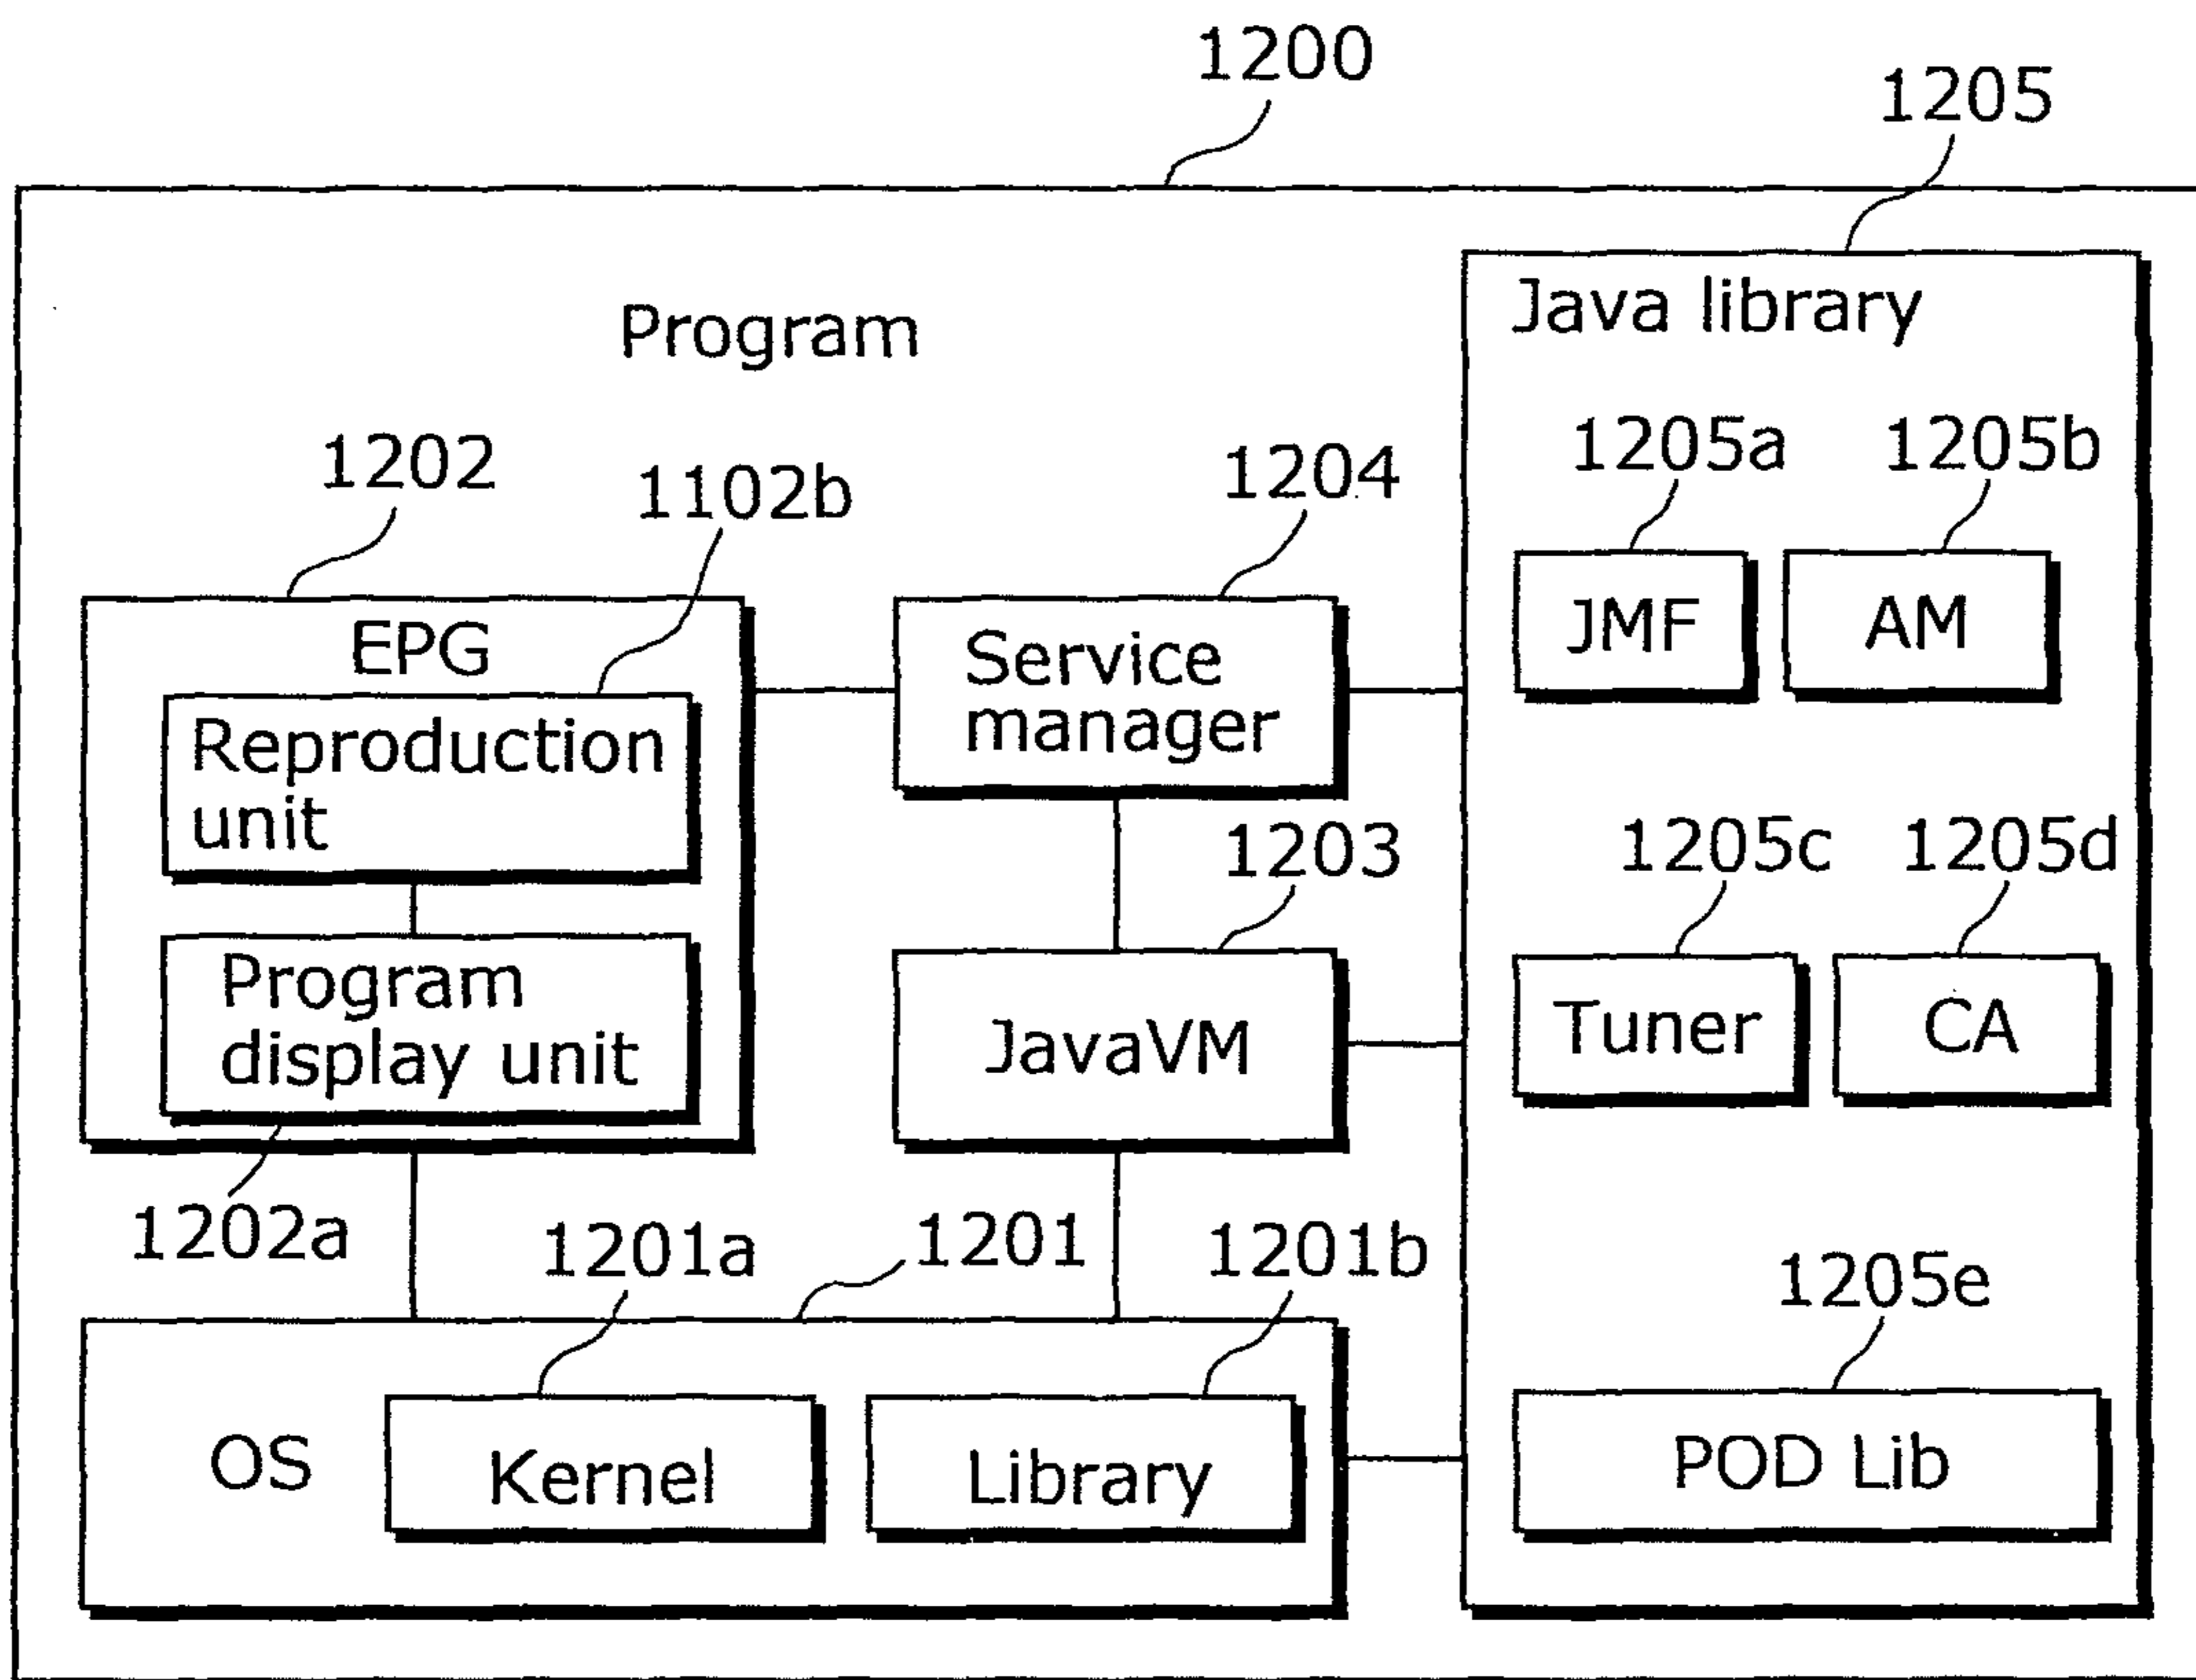 1200
1205
Java library
Program
1205a
1205b
1202
1102b
1204
JMF
AM
EPG
Service
manager
Reproduction
unit
1203
1205c
1205d
Program
display unit
JavaVM
Tuner
CA
1202a
1201a
1201
1201b
1205e
OS
Kernel
Library
POD Lib